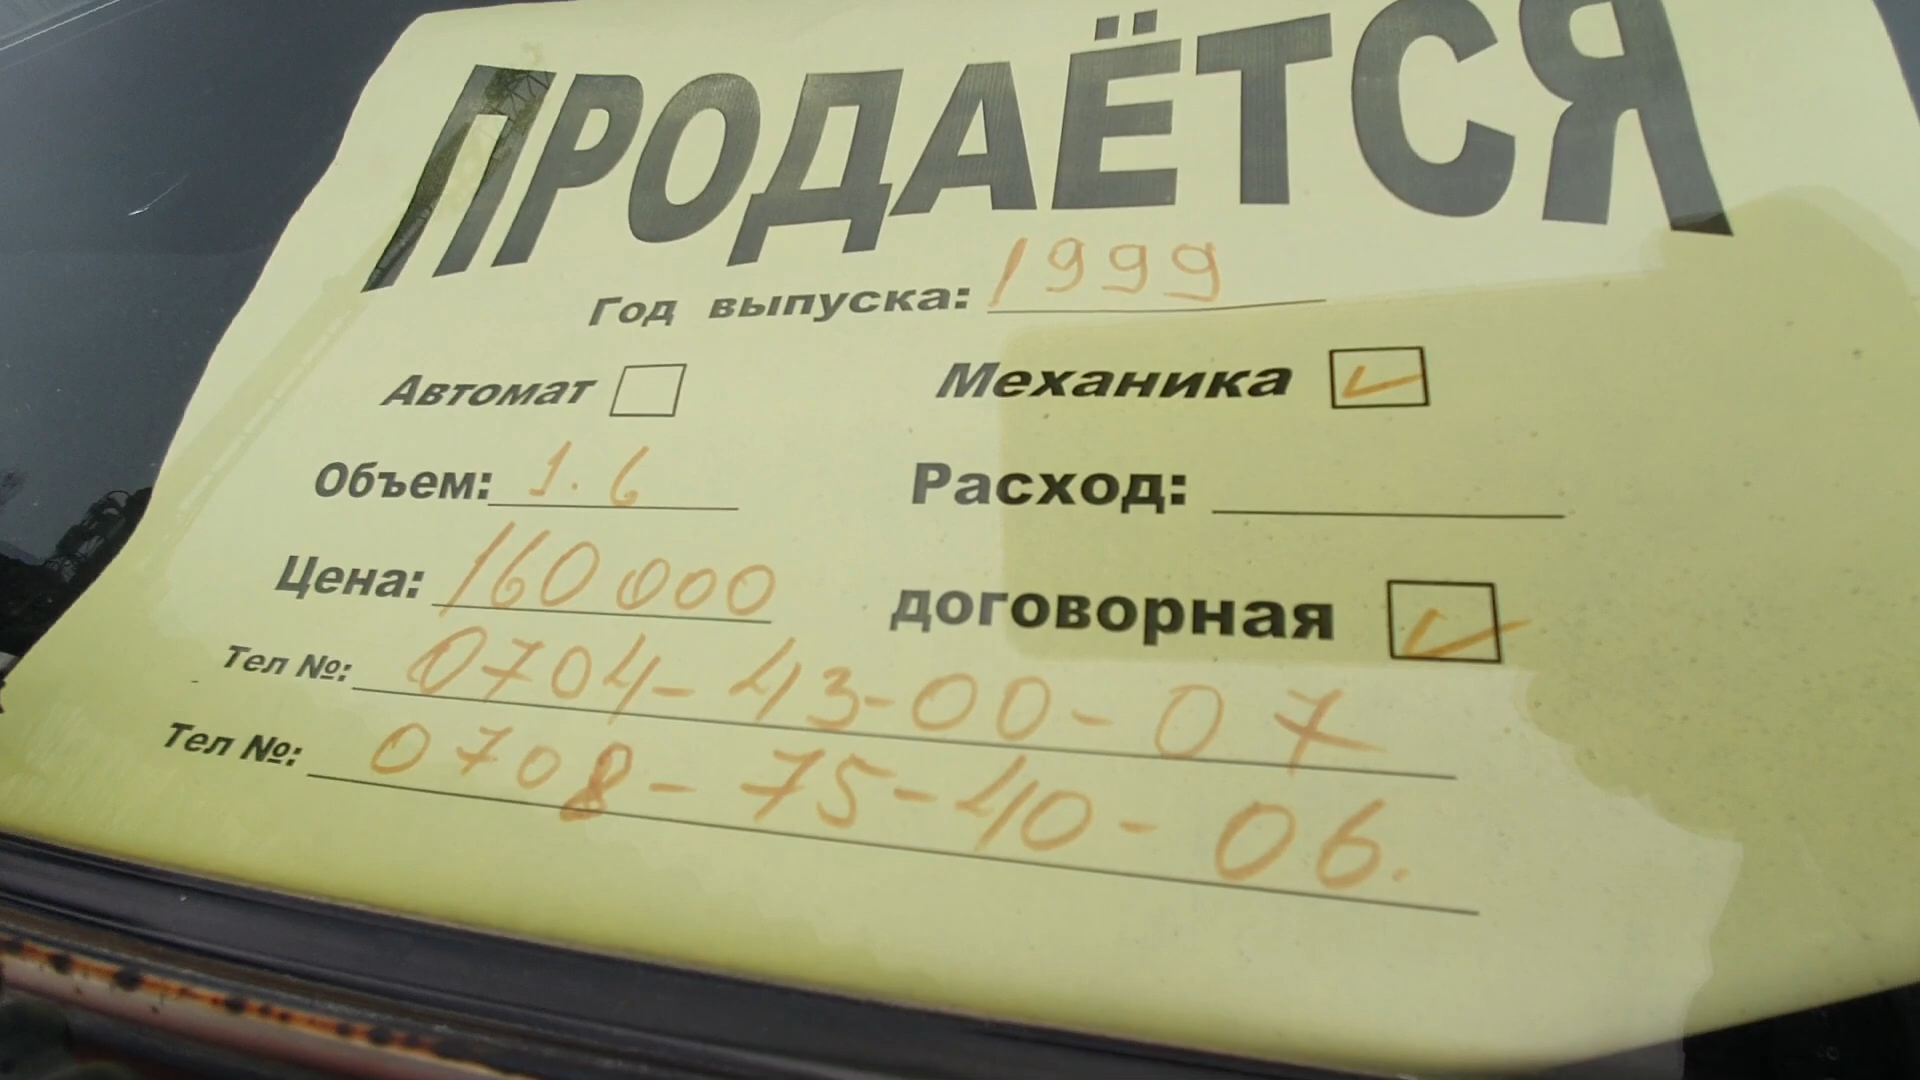 ПРОДАЁТСЯ
Год выпуска: 1999
Автомат Механика ✓
Объем: 1.6 Расход:
Цена: 160 000 договорная ✓
Тел №: 0704-43-00-07
Тел №: 0708-75-40-06.